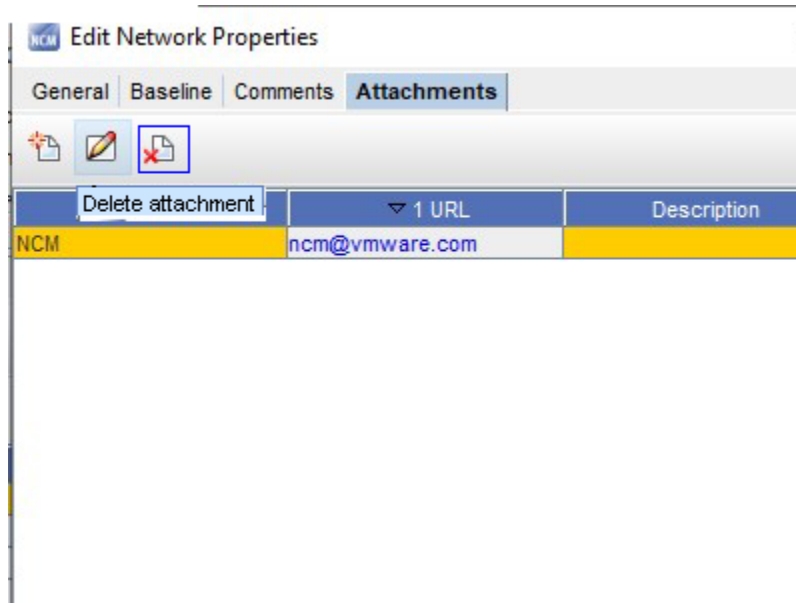 NCM Edit Network Properties
General Baseline Comments Attachments
Delete attachment
1 URL Description
NCM ncm@vmware.com